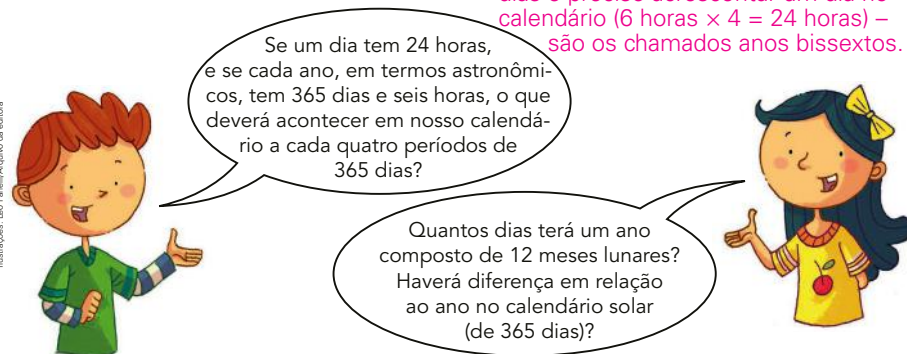 calendário (6 horas × 4 = 24 horas) –
são os chamados anos bissextos.
Se um dia tem 24 horas,
e se cada ano, em termos astronômi-
cos, tem 365 dias e seis horas, o que
deverá acontecer em nosso calendá-
rio a cada quatro períodos de
365 dias?
Quantos dias terá um ano
composto de 12 meses lunares?
Haverá diferença em relação
ao ano no calendário solar
(de 365 dias)?